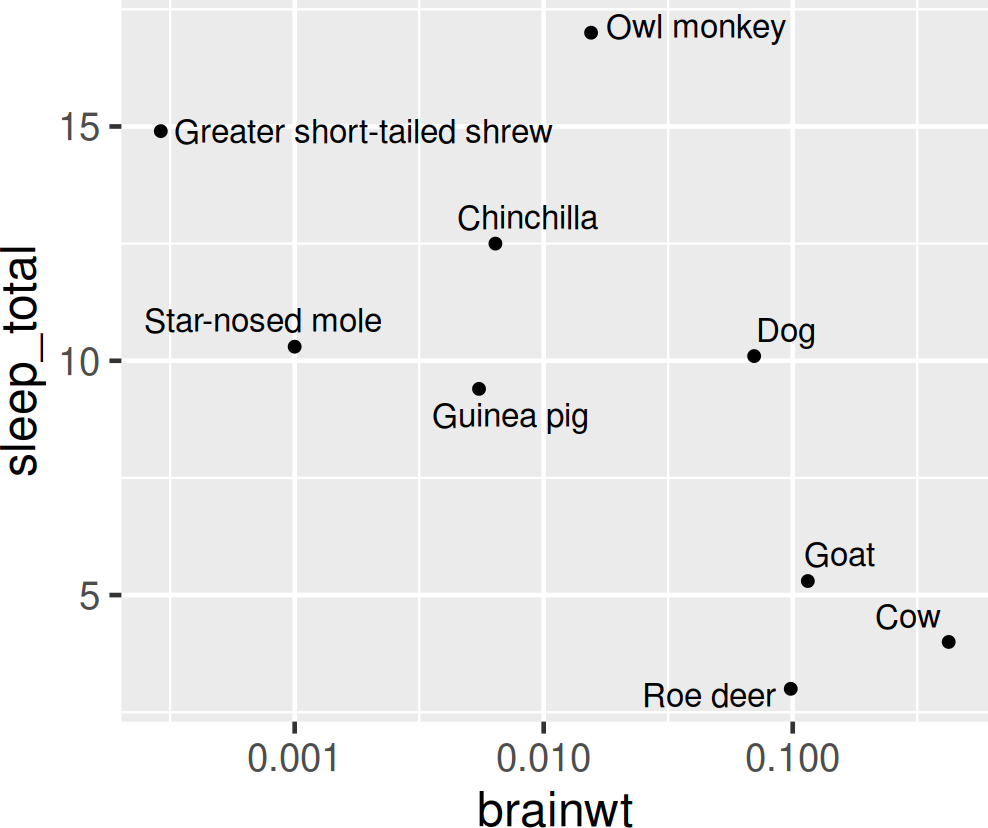 Owl monkey
15
Greater short-tailed shrew
Chinchilla
sleep_total
Star-nosed mole
Dog
10
Guinea pig
Goat
5
Cow
Roe deer
0.001 0.010 0.100
brainwt